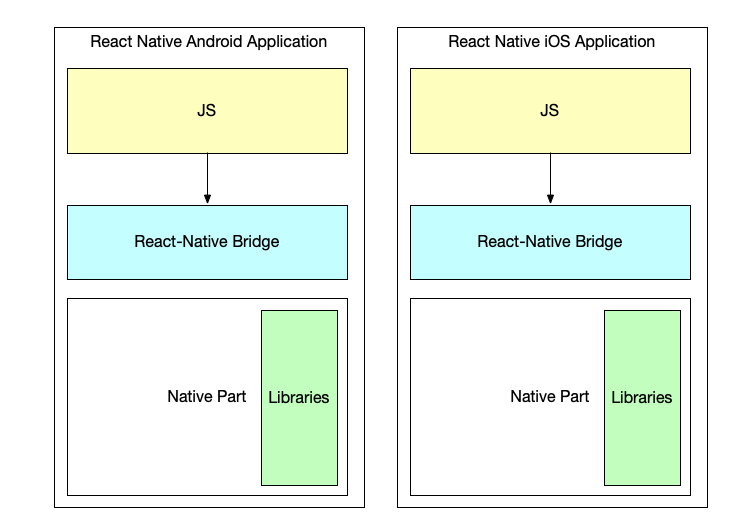 React Native Android Application
JS
React-Native Bridge
Native Part
Libraries
React Native iOS Application
JS
React-Native Bridge
Native Part
Libraries